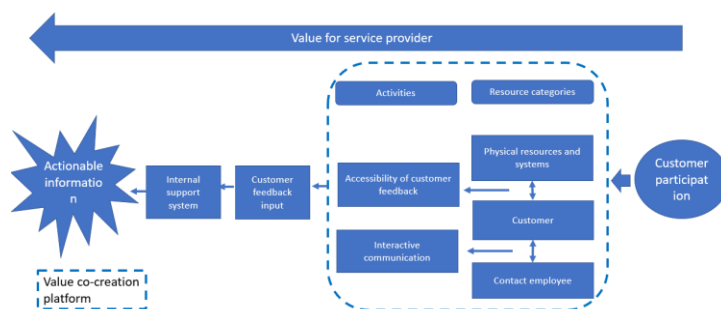 Value for service provider
Activities
Resource categories
Actionable
informatio
n
Internal
support
system
Customer
feedback
input
Accessibility of customer
feedback
Interactive
communication
Physical resources and
systems
Customer
Contact employee
Customer
participat
ion
Value co-creation
platform